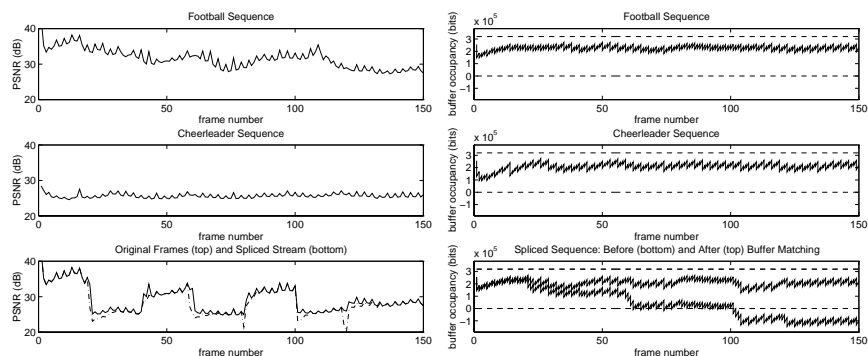 Football Sequence
40
30
20
0
50
100
150
PSNR (dB)
frame number
Football Sequence
x 10^5
3
2
1
0
−1
0
50
100
150
buffer occupancy (bits)
frame number
Cheerleader Sequence
40
30
20
0
50
100
150
PSNR (dB)
frame number
Cheerleader Sequence
x 10^5
3
2
1
0
−1
0
50
100
150
buffer occupancy (bits)
frame number
Original Frames (top) and Spliced Stream (bottom)
40
30
20
0
50
100
150
PSNR (dB)
frame number
Spliced Sequence: Before (bottom) and After (top) Buffer Matching
x 10^5
3
2
1
0
−1
0
50
100
150
buffer occupancy (bits)
frame number